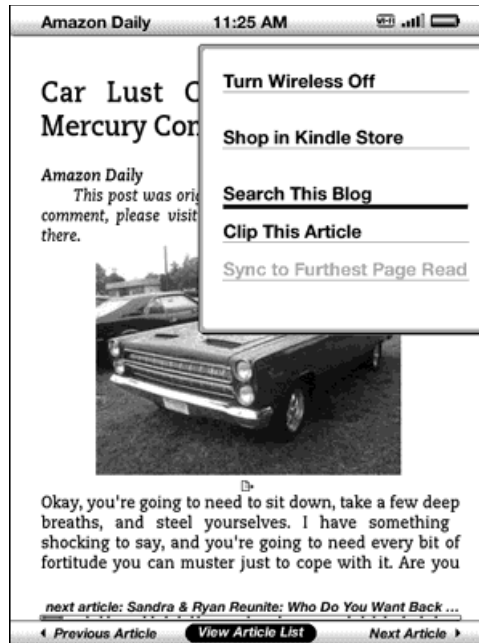 Amazon Daily 11:25 AM Wi-Fi
Car Lust C
Mercury Con
Amazon Daily
This post was orig
comment, please visit
there.
Turn Wireless Off
Shop in Kindle Store
Search This Blog
Clip This Article
Sync to Furthest Page Read
Okay, you're going to need to sit down, take a few deep
breaths, and steel yourselves. I have something
shocking to say, and you're going to need every bit of
fortitude you can muster just to cope with it. Are you
next article: Sandra & Ryan Reunite: Who Do You Want Back ...
Previous Article View Article List Next Article